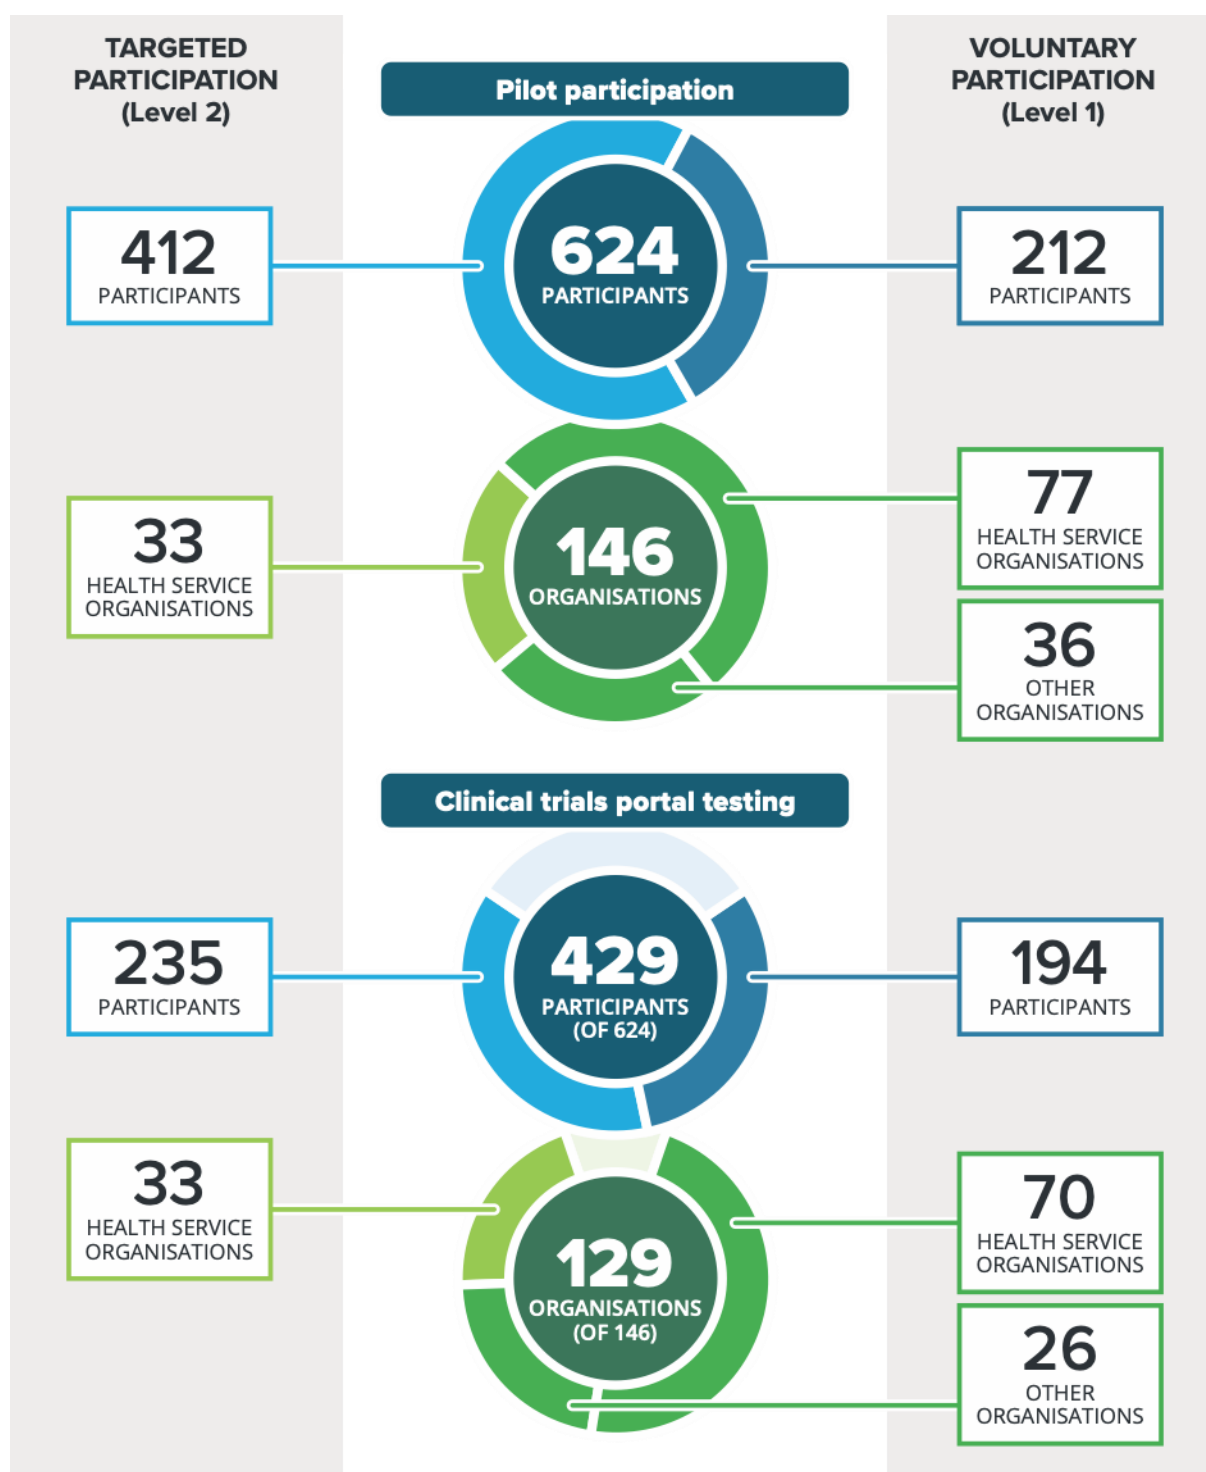 TARGETED
PARTICIPATION
(Level 2)
VOLUNTARY
PARTICIPATION
(Level 1)
Pilot participation
412
PARTICIPANTS
624
PARTICIPANTS
212
PARTICIPANTS
33
HEALTH SERVICE
ORGANISATIONS
146
ORGANISATIONS
77
HEALTH SERVICE
ORGANISATIONS
36
OTHER
ORGANISATIONS
Clinical trials portal testing
235
PARTICIPANTS
429
PARTICIPANTS
(OF 624)
194
PARTICIPANTS
33
HEALTH SERVICE
ORGANISATIONS
129
ORGANISATIONS
(OF 146)
70
HEALTH SERVICE
ORGANISATIONS
26
OTHER
ORGANISATIONS